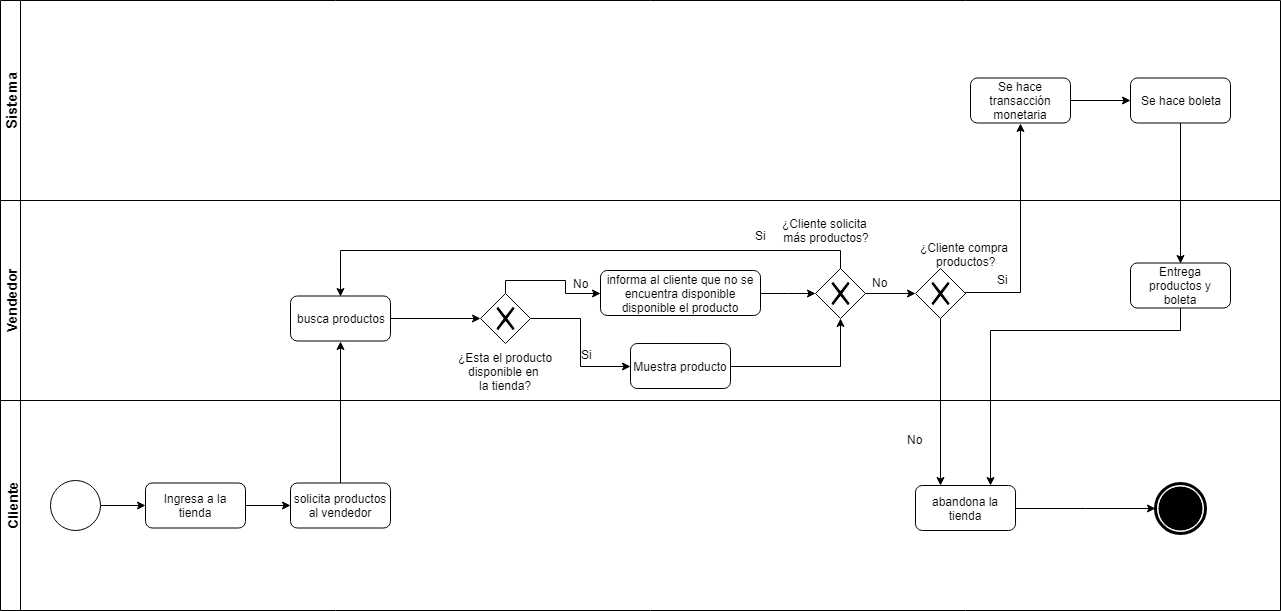 Sistema
Se hace
transacción
monetaria
Se hace boleta
Vendedor
Si
¿Cliente solicita
más productos?
¿Cliente compra
productos?
No
informa al cliente que no se
encuentra disponible
disponible el producto
No
Si
Entrega
productos y
boleta
busca productos
¿Esta el producto
disponible en
la tienda?
Si
Muestra producto
Cliente
No
Ingresa a la
tienda
solicita productos
al vendedor
abandona la
tienda